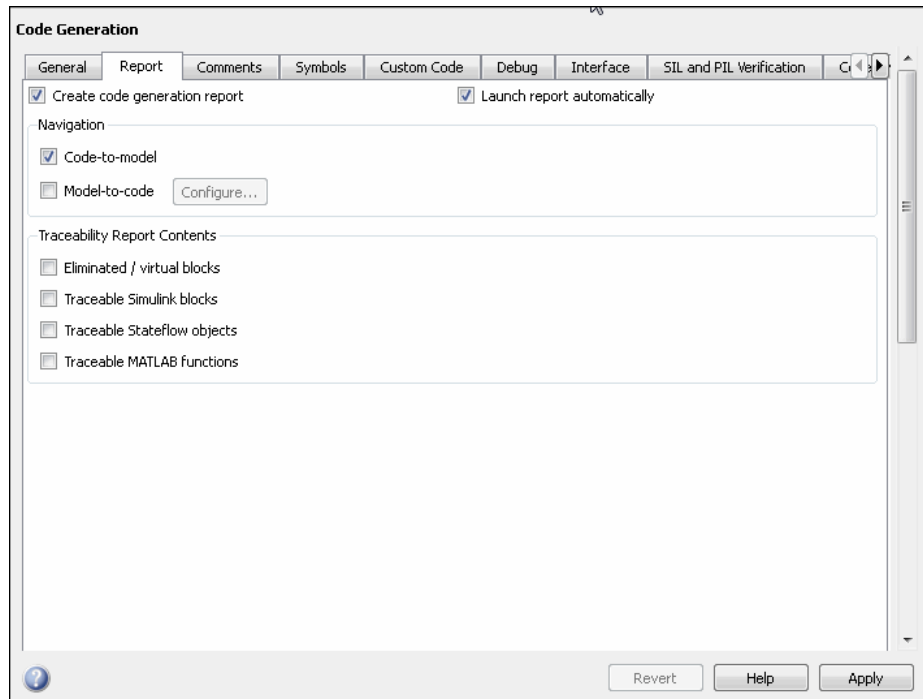 Code Generation
General Report Comments Symbols Custom Code Debug Interface SIL and PIL Verification
Create code generation report Launch report automatically
Navigation
Code-to-model
Model-to-code Configure...
Traceability Report Contents
Eliminated / virtual blocks
Traceable Simulink blocks
Traceable Stateflow objects
Traceable MATLAB functions
Revert Help Apply